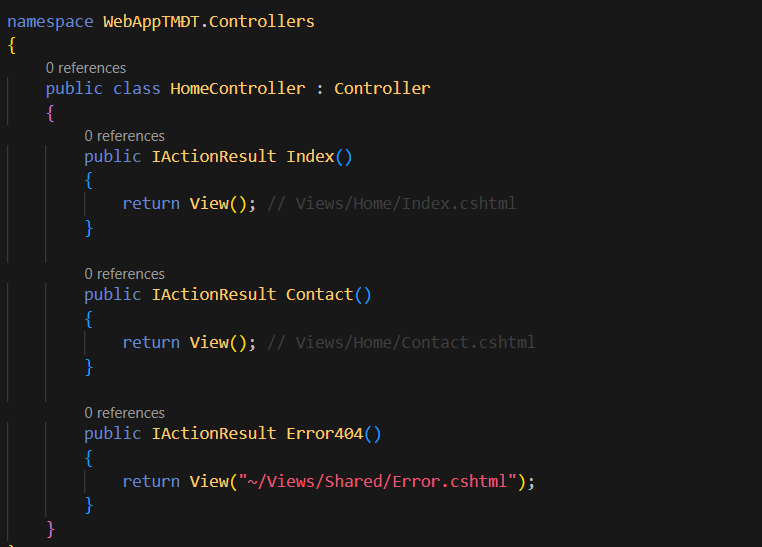 namespace WebAppTMĐT.Controllers
{
0 references
public class HomeController : Controller
{
0 references
public IActionResult Index()
{
return View(); // Views/Home/Index.cshtml
}
0 references
public IActionResult Contact()
{
return View(); // Views/Home/Contact.cshtml
}
0 references
public IActionResult Error404()
{
return View("~/Views/Shared/Error.cshtml");
}
}
}